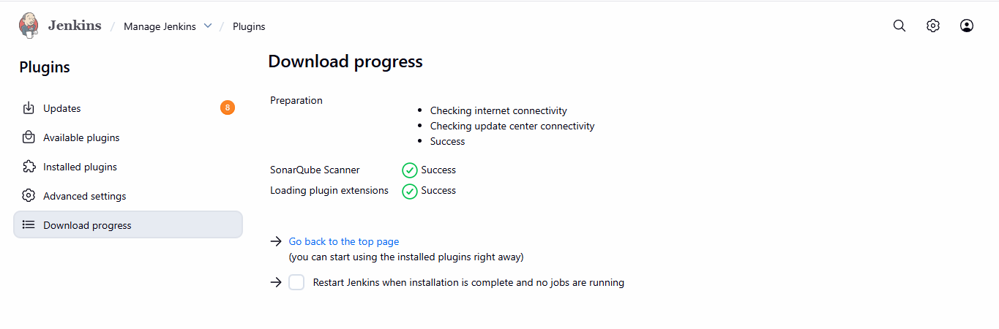 Jenkins / Manage Jenkins / Plugins
Plugins
Updates 8
Available plugins
Installed plugins
Advanced settings
Download progress
Download progress
Preparation
• Checking internet connectivity
• Checking update center connectivity
• Success
SonarQube Scanner Success
Loading plugin extensions Success
Go back to the top page
(you can start using the installed plugins right away)
Restart Jenkins when installation is complete and no jobs are running